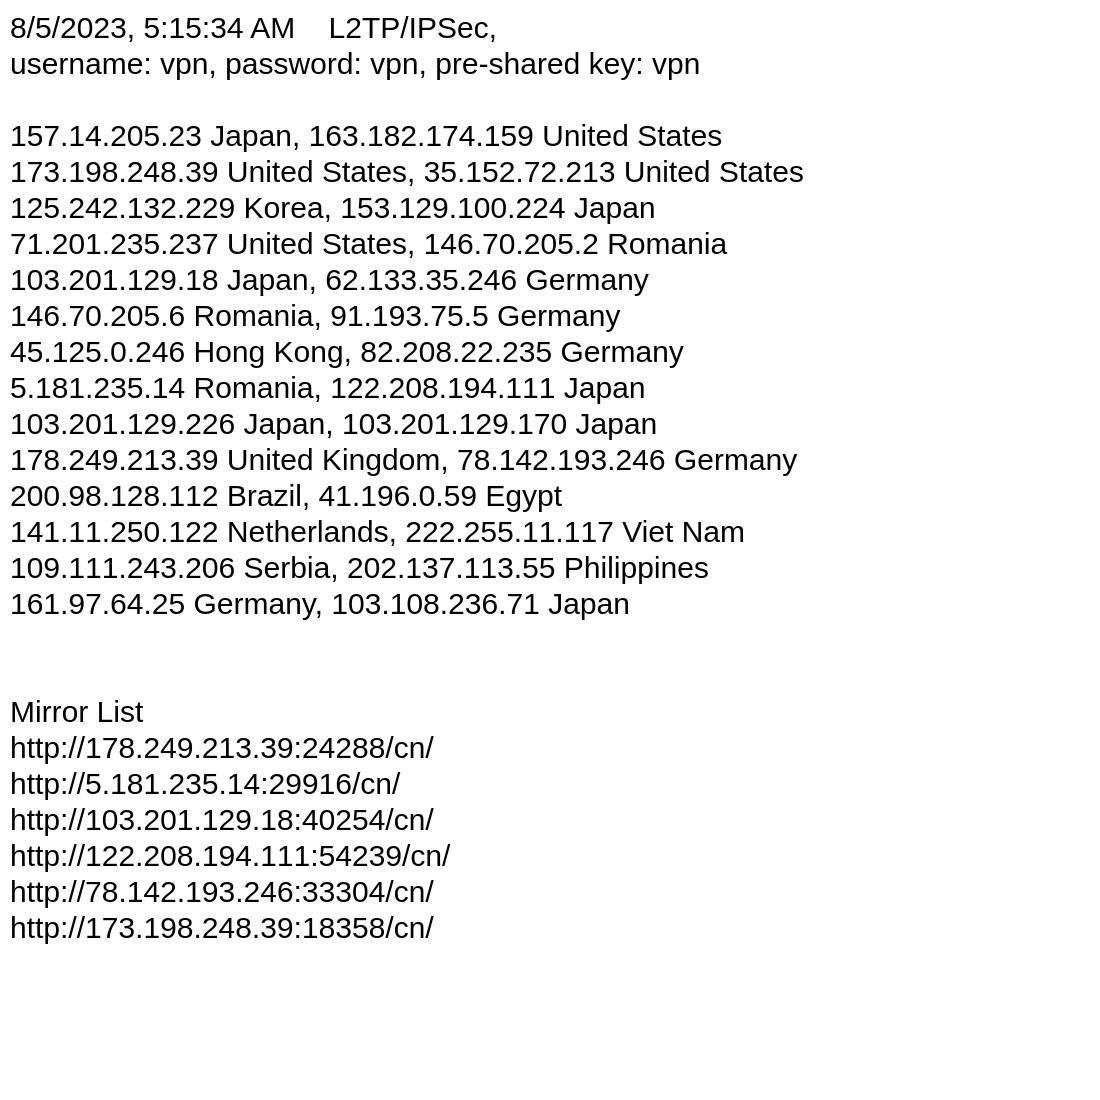 8/5/2023, 5:15:34 AM    L2TP/IPSec,
username: vpn, password: vpn, pre-shared key: vpn
157.14.205.23 Japan, 163.182.174.159 United States
173.198.248.39 United States, 35.152.72.213 United States
125.242.132.229 Korea, 153.129.100.224 Japan
71.201.235.237 United States, 146.70.205.2 Romania
103.201.129.18 Japan, 62.133.35.246 Germany
146.70.205.6 Romania, 91.193.75.5 Germany
45.125.0.246 Hong Kong, 82.208.22.235 Germany
5.181.235.14 Romania, 122.208.194.111 Japan
103.201.129.226 Japan, 103.201.129.170 Japan
178.249.213.39 United Kingdom, 78.142.193.246 Germany
200.98.128.112 Brazil, 41.196.0.59 Egypt
141.11.250.122 Netherlands, 222.255.11.117 Viet Nam
109.111.243.206 Serbia, 202.137.113.55 Philippines
161.97.64.25 Germany, 103.108.236.71 Japan
Mirror List
http://178.249.213.39:24288/cn/
http://5.181.235.14:29916/cn/
http://103.201.129.18:40254/cn/
http://122.208.194.111:54239/cn/
http://78.142.193.246:33304/cn/
http://173.198.248.39:18358/cn/